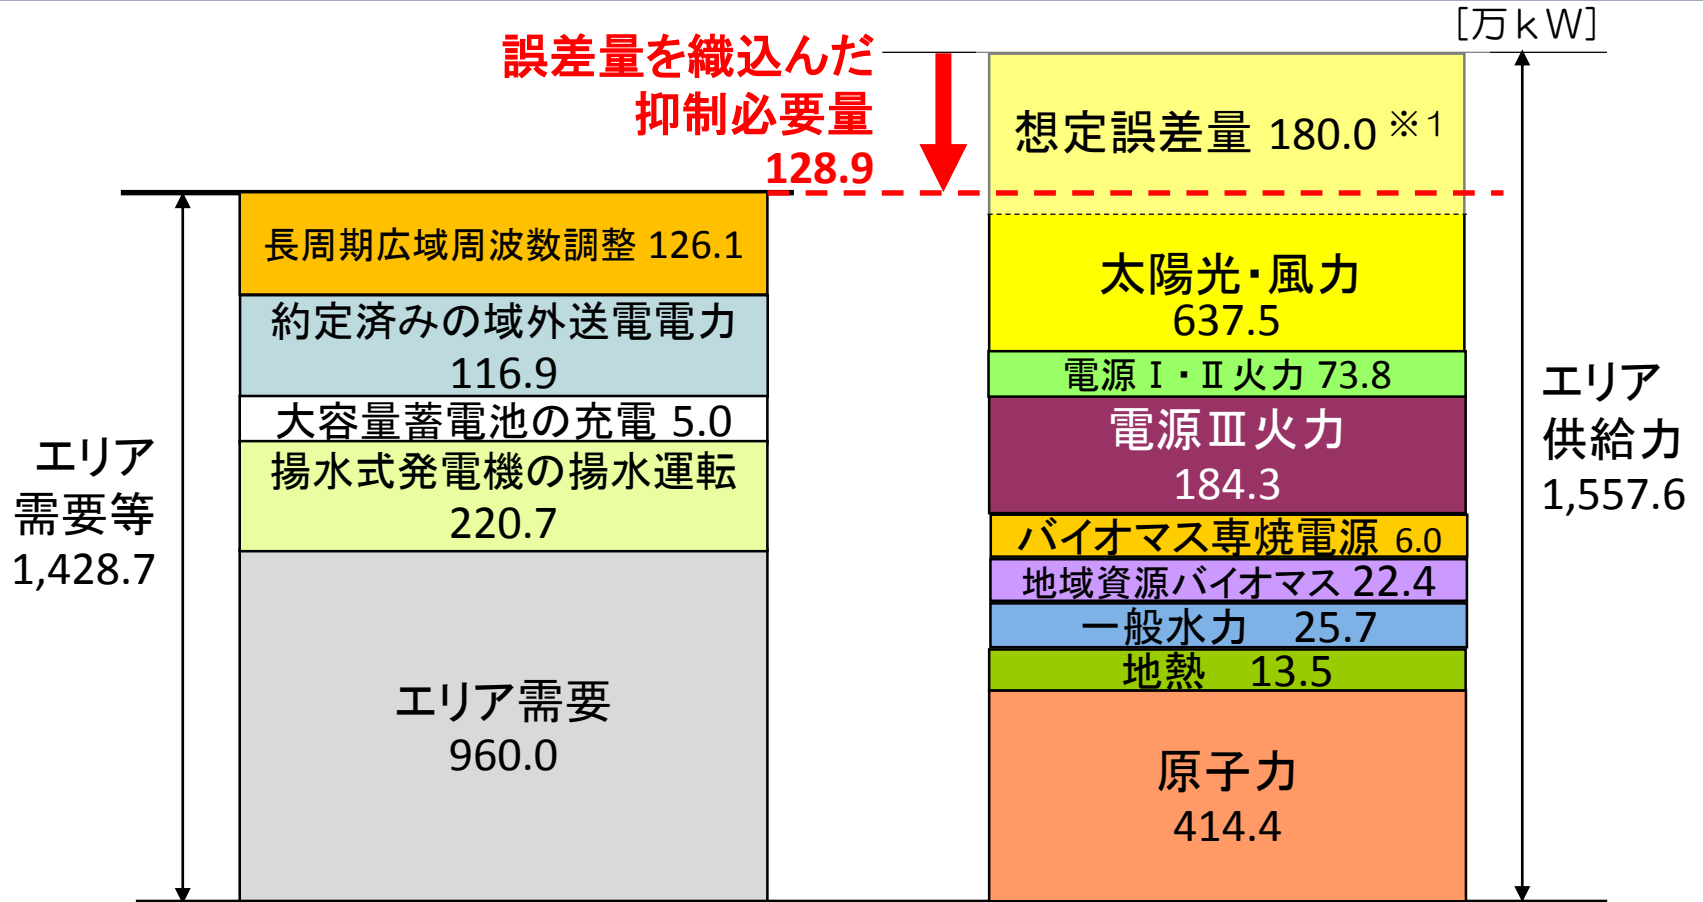 [万kW]
誤差量を織込んだ
抑制必要量
128.9
長周期広域周波数調整 126.1
約定済みの域外送電電力
116.9
大容量蓄電池の充電 5.0
揚水式発電機の揚水運転
220.7
エリア需要
960.0
エリア
需要等
1,428.7
想定誤差量 180.0 ※1
太陽光・風力
637.5
電源Ⅰ・Ⅱ火力 73.8
電源Ⅲ火力
184.3
バイオマス専焼電源 6.0
地域資源バイオマス 22.4
一般水力 25.7
地熱 13.5
原子力
414.4
エリア
供給力
1,557.6